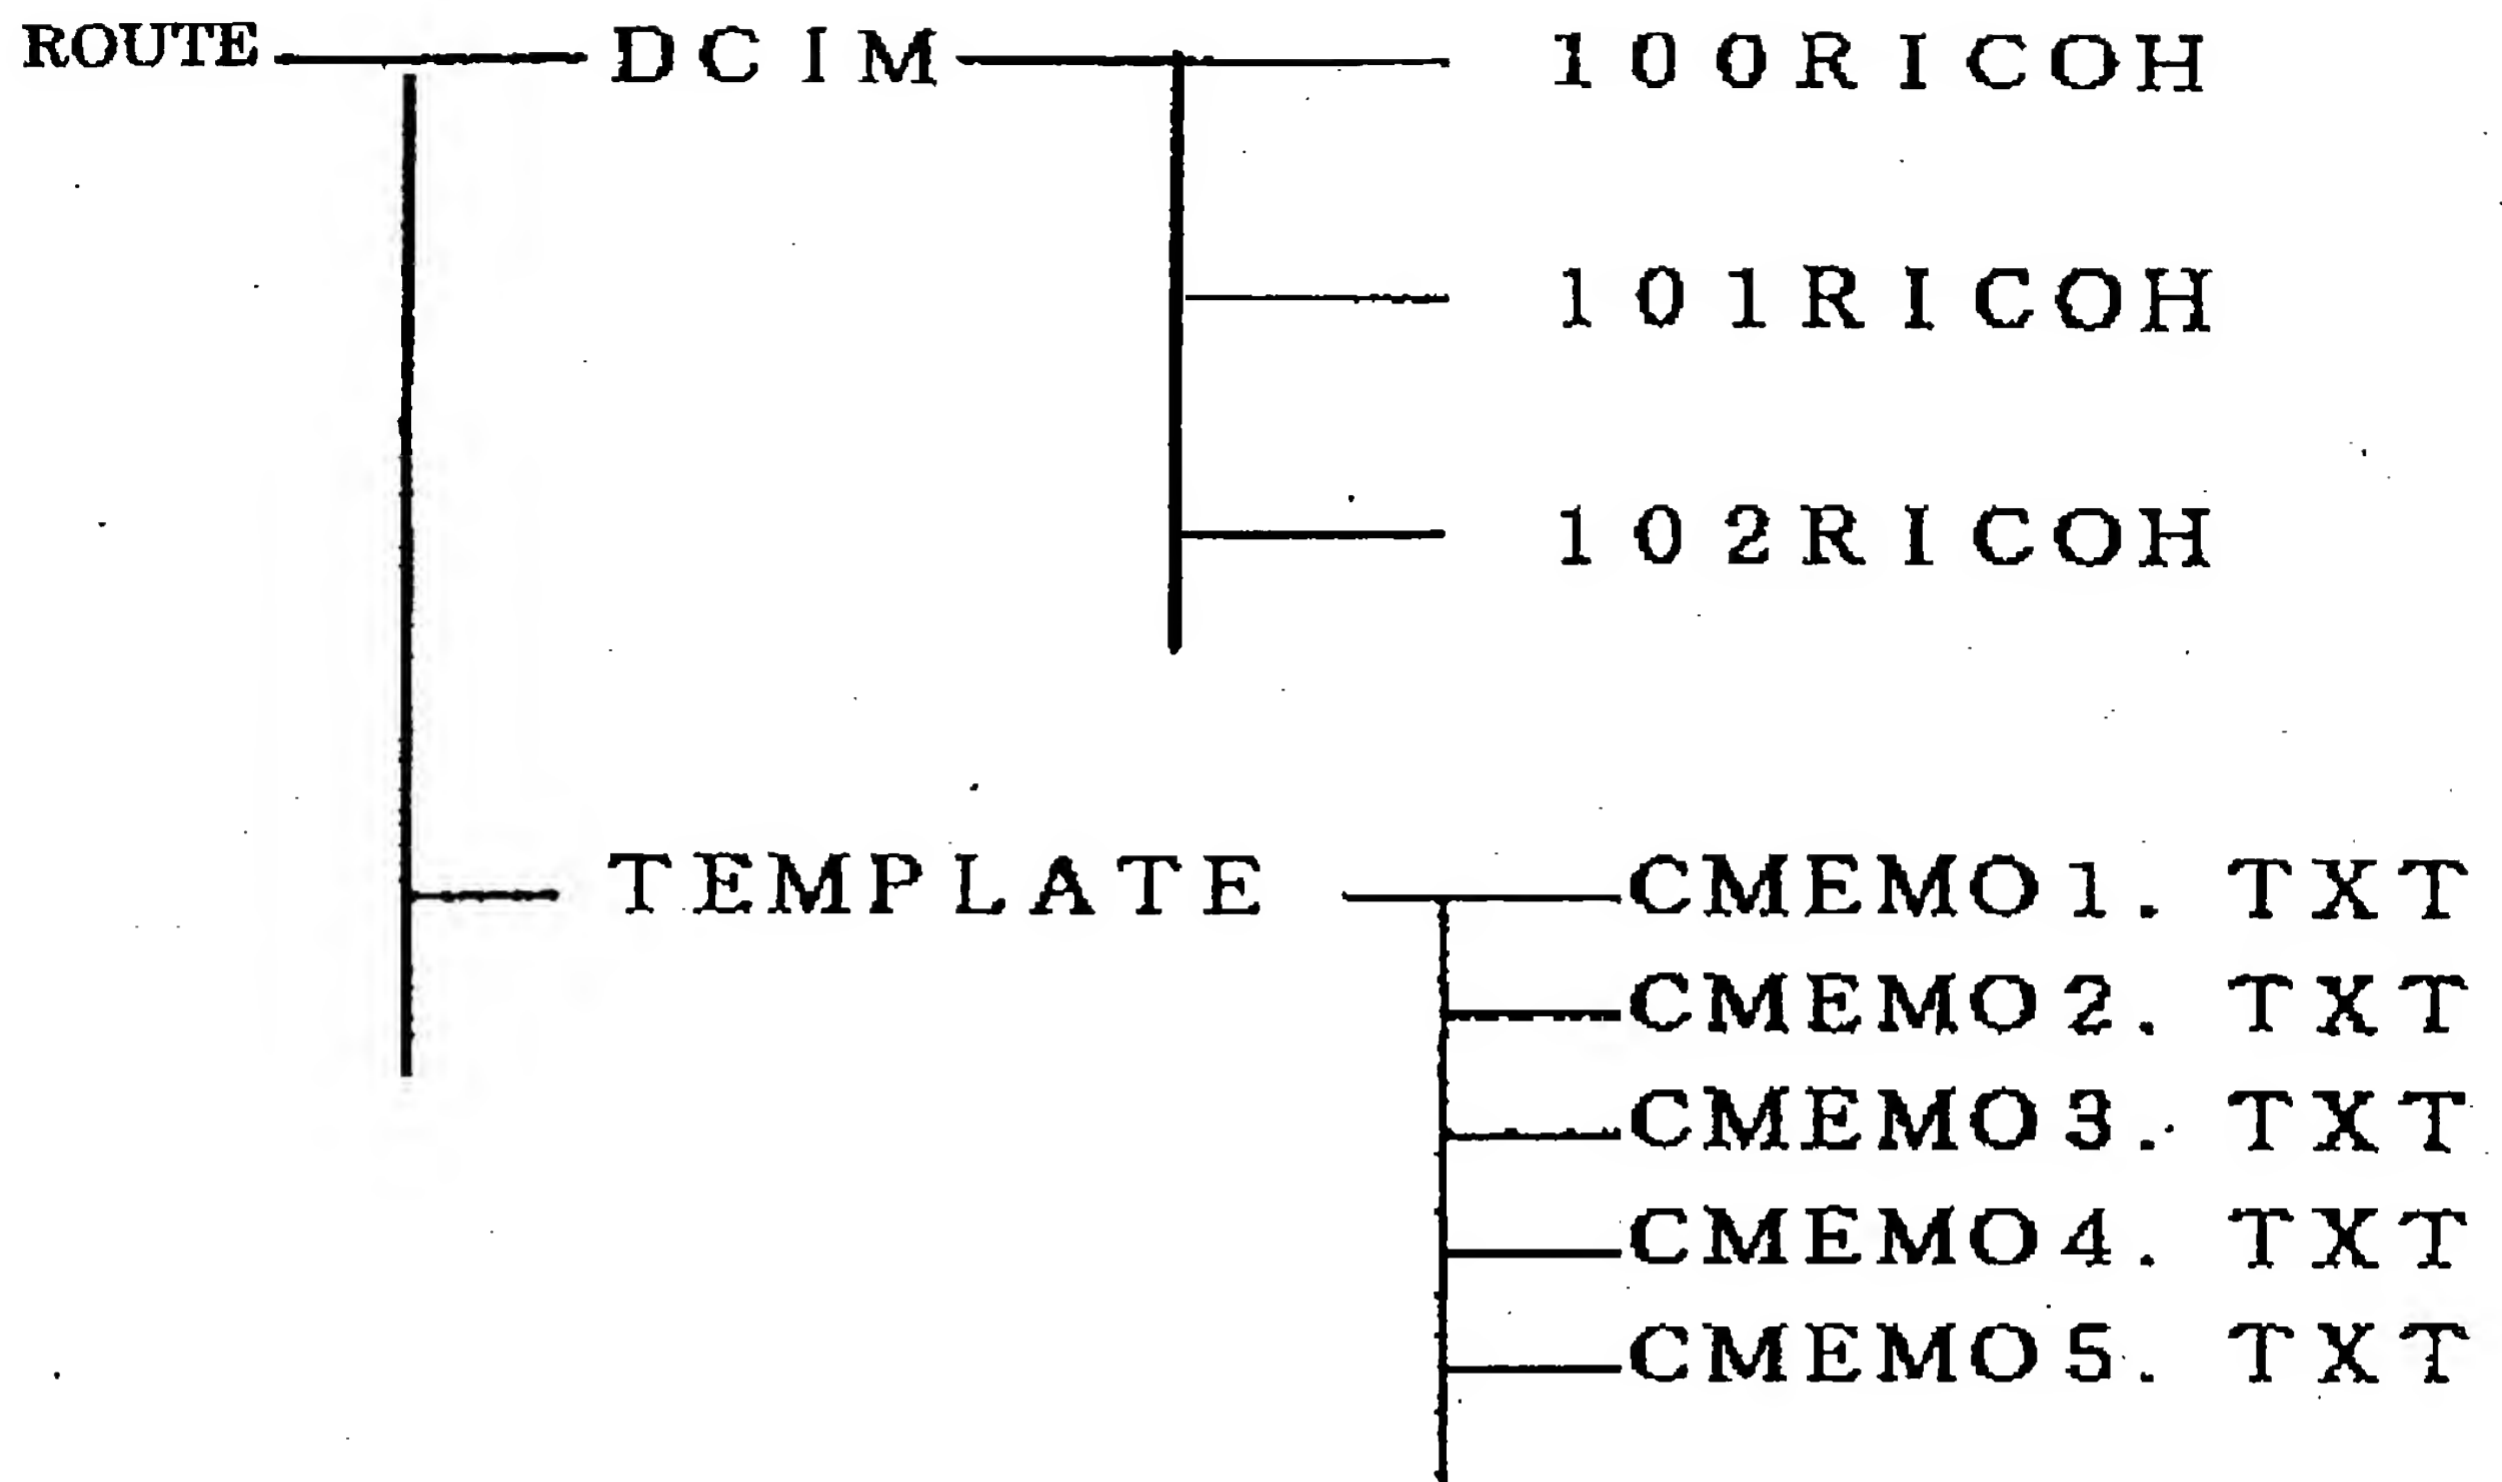 ROUTE DCIM 100RICOH
101RICOH
102RICOH
TEMPLATE CMEMO1. TXT
CMEMO2. TXT
CMEMO3. TXT
CMEMO4. TXT
CMEMO5. TXT